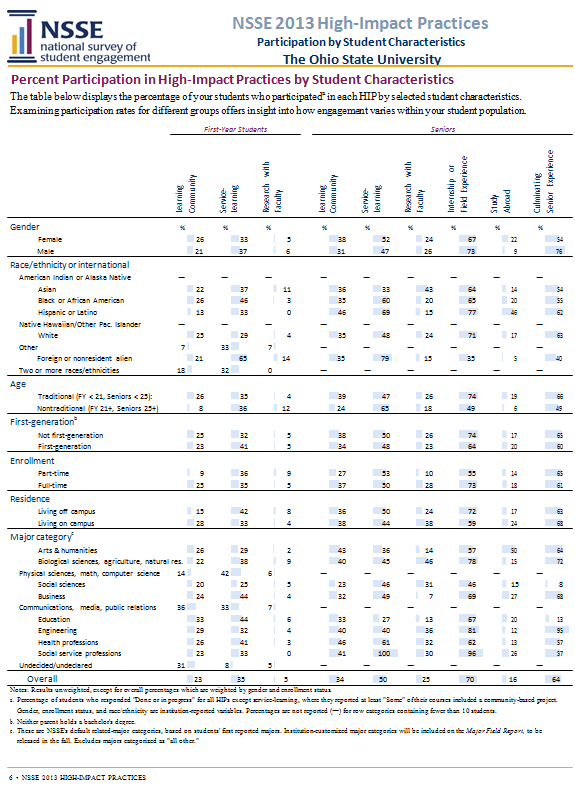 NSSE
national survey of
student engagement
NSSE 2013 High-Impact Practices
Participation by Student Characteristics
The Ohio State University
Percent Participation in High-Impact Practices by Student Characteristics
The table below displays the percentage of your students who participatedᵃ in each HIP by selected student characteristics.
Examining participation rates for different groups offers insight into how engagement varies within your student population.
First-Year Students Seniors
Learning Community Service-Learning Research with Faculty Learning Community Service-Learning Research with Faculty Internship or Field Experience Study Abroad Culminating Senior Experience
Gender % % % % % % % % %
Female 26 33 5 38 52 24 67 22 54
Male 21 37 6 31 47 26 73 9 76
Race/ethnicity or international
American Indian or Alaska Native — — — — — — — — —
Asian 22 37 11 36 33 43 64 14 54
Black or African American 26 46 3 35 60 20 65 20 55
Hispanic or Latino 13 33 0 46 69 15 77 46 62
Native Hawaiian/Other Pac. Islander — — — — — — — — —
White 25 29 4 35 48 24 71 17 63
Other 7 33 7 — — — — — —
Foreign or nonresident alien 21 65 14 35 79 15 35 5 40
Two or more races/ethnicities 18 32 0 — — — — — —
Age
Traditional (FY < 21, Seniors < 25): 26 35 4 39 47 26 74 19 66
Nontraditional (FY 21+, Seniors 25+) 8 36 12 24 65 18 49 6 49
First-generationᵇ
Not first-generation 25 32 5 38 50 26 74 17 65
First-generation 23 41 5 34 48 23 64 20 60
Enrollment
Part-time 9 36 9 27 53 10 55 14 65
Full-time 25 35 5 37 50 28 73 18 61
Residence
Living off campus 15 42 8 36 50 24 72 17 63
Living on campus 28 33 4 38 44 38 59 24 68
Major categoryᶜ
Arts & humanities 26 29 2 43 36 14 57 50 64
Biological sciences, agriculture, natural res. 22 38 9 40 45 46 78 15 72
Physical sciences, math, computer science 14 42 6 — — — — — —
Social sciences 20 25 5 23 46 31 46 15 8
Business 24 44 4 32 49 7 69 27 68
Communications, media, public relations 36 33 7 — — — — — —
Education 33 44 6 33 27 13 67 20 13
Engineering 29 32 4 40 40 36 81 12 95
Health professions 26 41 3 46 61 32 62 13 57
Social service professions 23 33 0 41 100 30 96 26 57
Undecided/undeclared 31 8 5 — — — — — —
Overall 23 35 5 34 50 25 70 16 64
Notes: Results unweighted, except for overall percentages which are weighted by gender and enrollment status.
a. Percentage of students who responded "Done or in progress" for all HIPs except service-learning, where they reported at least "Some" of their courses included a community-based project.
Gender, enrollment status, and race/ethnicity are institution-reported variables. Percentages are not reported (—) for row categories containing fewer than 10 students.
b. Neither parent holds a bachelor's degree.
c. These are NSSE's default related-major categories, based on students' first reported majors. Institution-customized major categories will be included on the Major Field Report, to be
released in the fall. Excludes majors categorized as "all other."
6 • NSSE 2013 HIGH-IMPACT PRACTICES